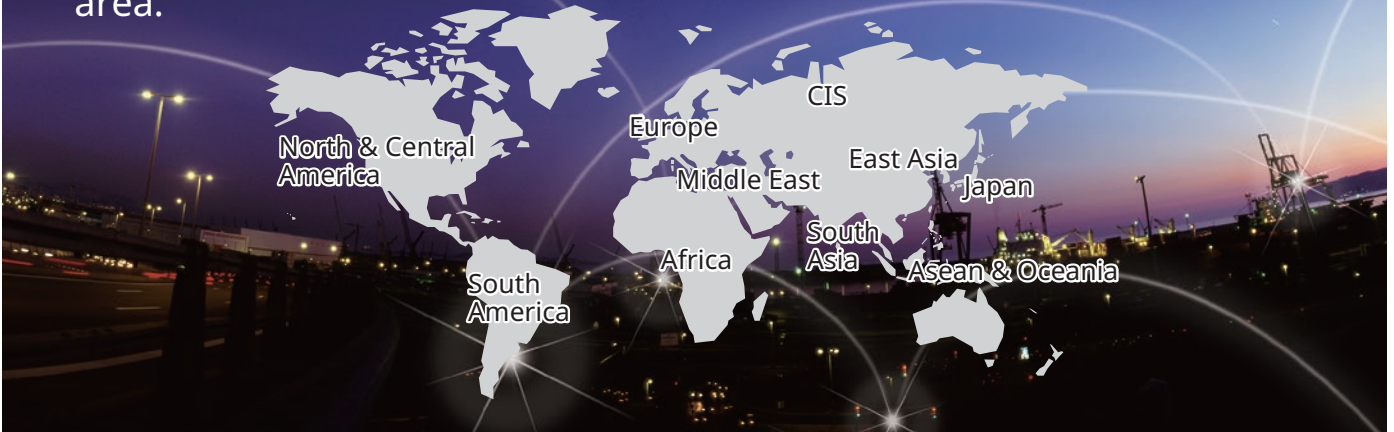 area.
CIS
Europe
North & Central
America
East Asia
Middle East
Japan
South
Asia
Africa
Asean & Oceania
South
America